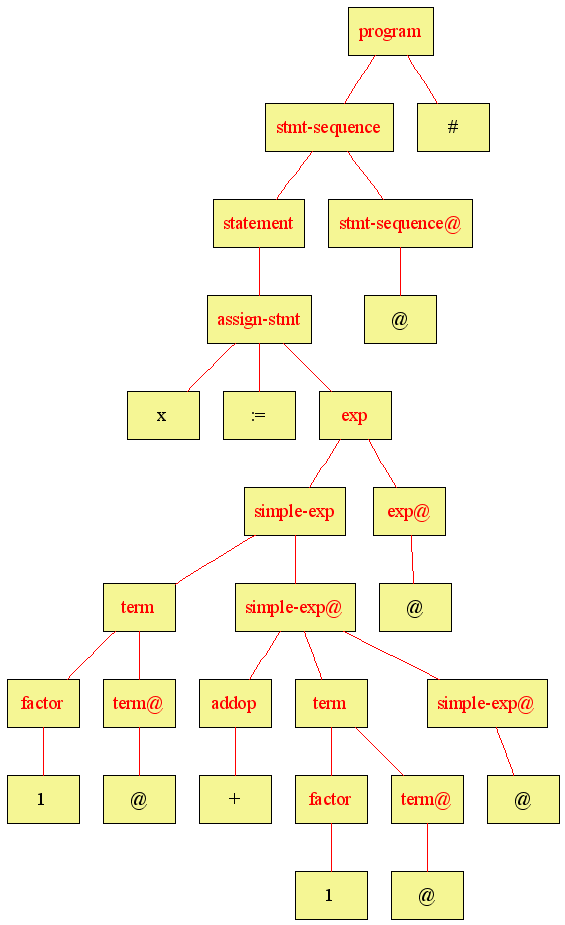 program
stmt-sequence #
statement stmt-sequence@
assign-stmt @
x := exp
simple-exp exp@
term simple-exp@ @
factor term@ addop term simple-exp@
1 @ + factor term@ @
1 @